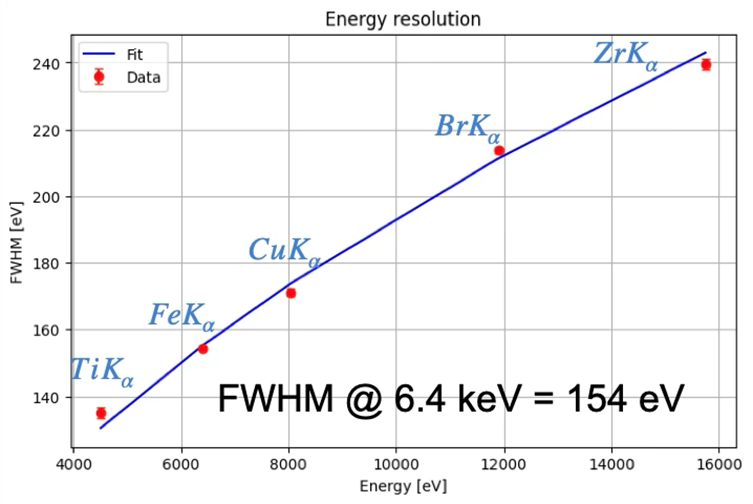 Energy resolution
Fit
Data
ZrKα
BrKα
CuKα
FeKα
TiKα
FWHM @ 6.4 keV = 154 eV
FWHM [eV]
240
220
200
180
160
140
4000 6000 8000 10000 12000 14000 16000
Energy [eV]